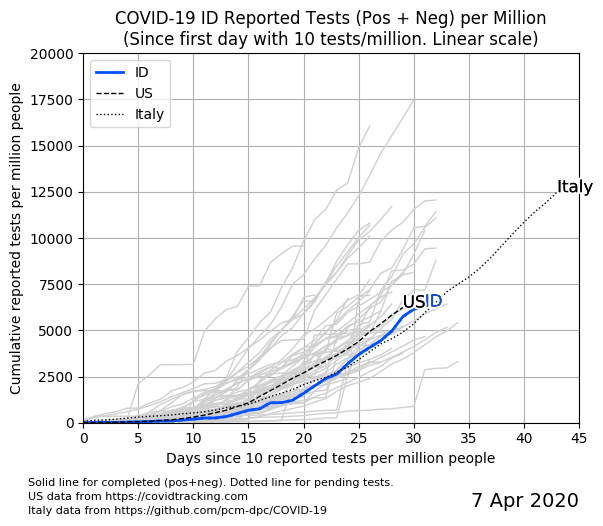 COVID-19 ID Reported Tests (Pos + Neg) per Million
(Since first day with 10 tests/million. Linear scale)
Cumulative reported tests per million people
20000
17500
15000
12500
10000
7500
5000
2500
0
ID
US
Italy
Italy
US
ID
0 5 10 15 20 25 30 35 40 45
Days since 10 reported tests per million people
Solid line for completed (pos+neg). Dotted line for pending tests.
US data from https://covidtracking.com
Italy data from https://github.com/pcm-dpc/COVID-19
7 Apr 2020